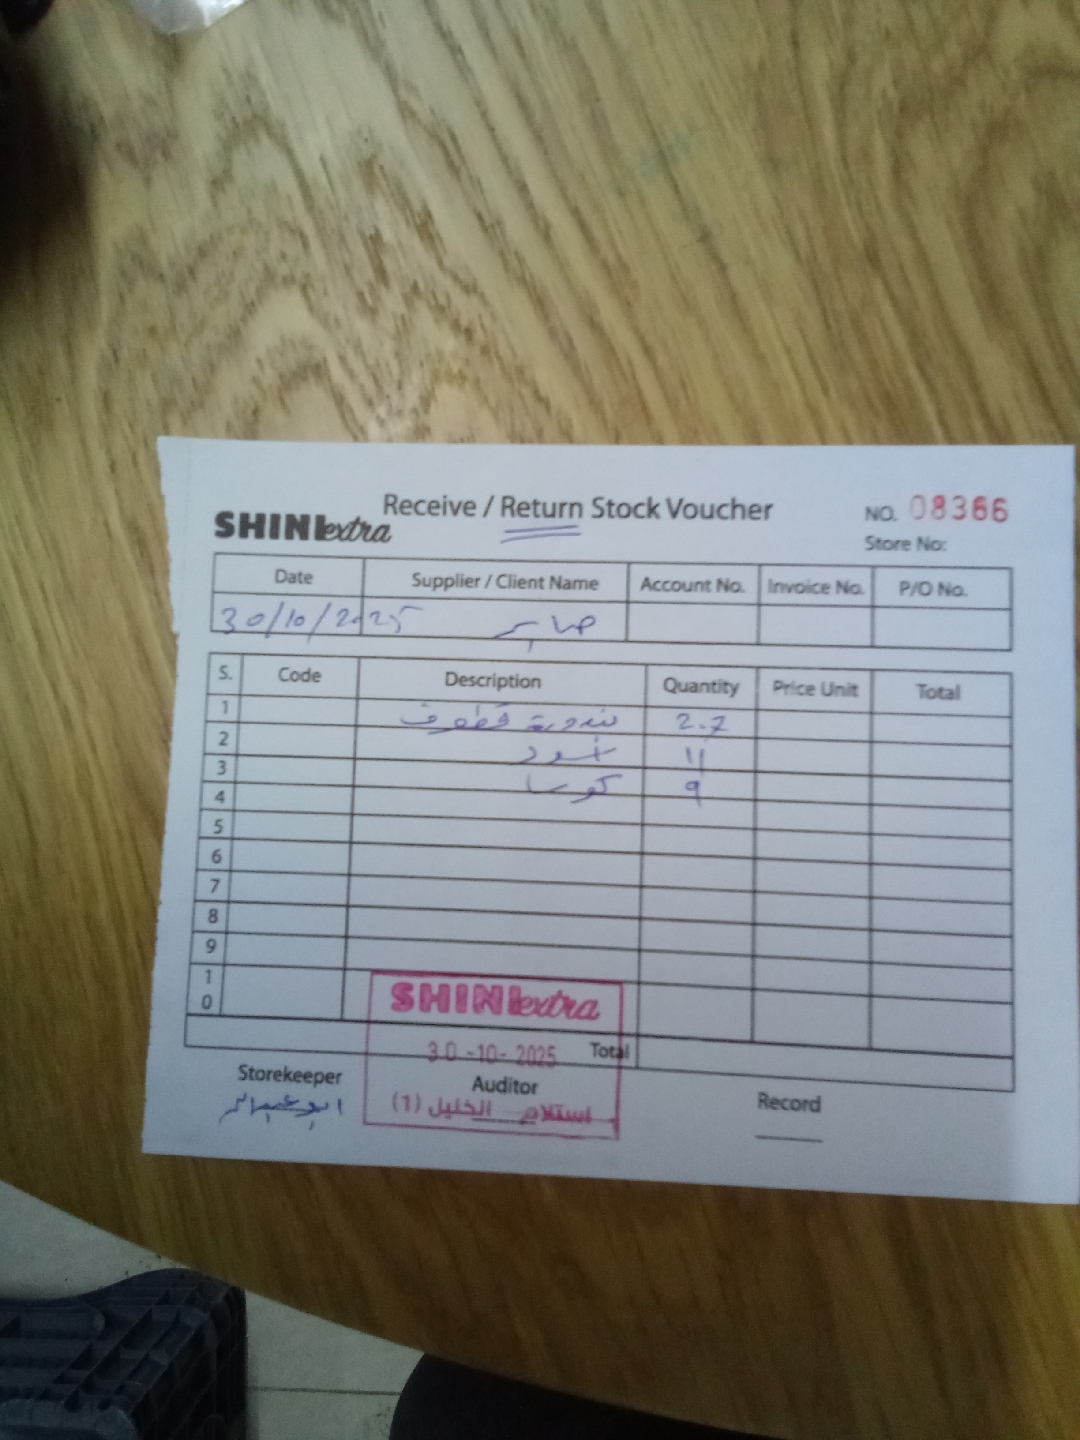 SHINIextra
Receive / Return Stock Voucher
NO. 08366
Store No:
Date Supplier / Client Name Account No. Invoice No. P/O No.
30/10/2025 صابر
S. Code Description Quantity Price Unit Total
1 بندورة قطوف 2.7
2 11
3 كوسا 9
4
5
6
7
8
9
10
Total
SHINIextra
30-10-2025
Storekeeper Auditor Record
استلام الخليل (1)